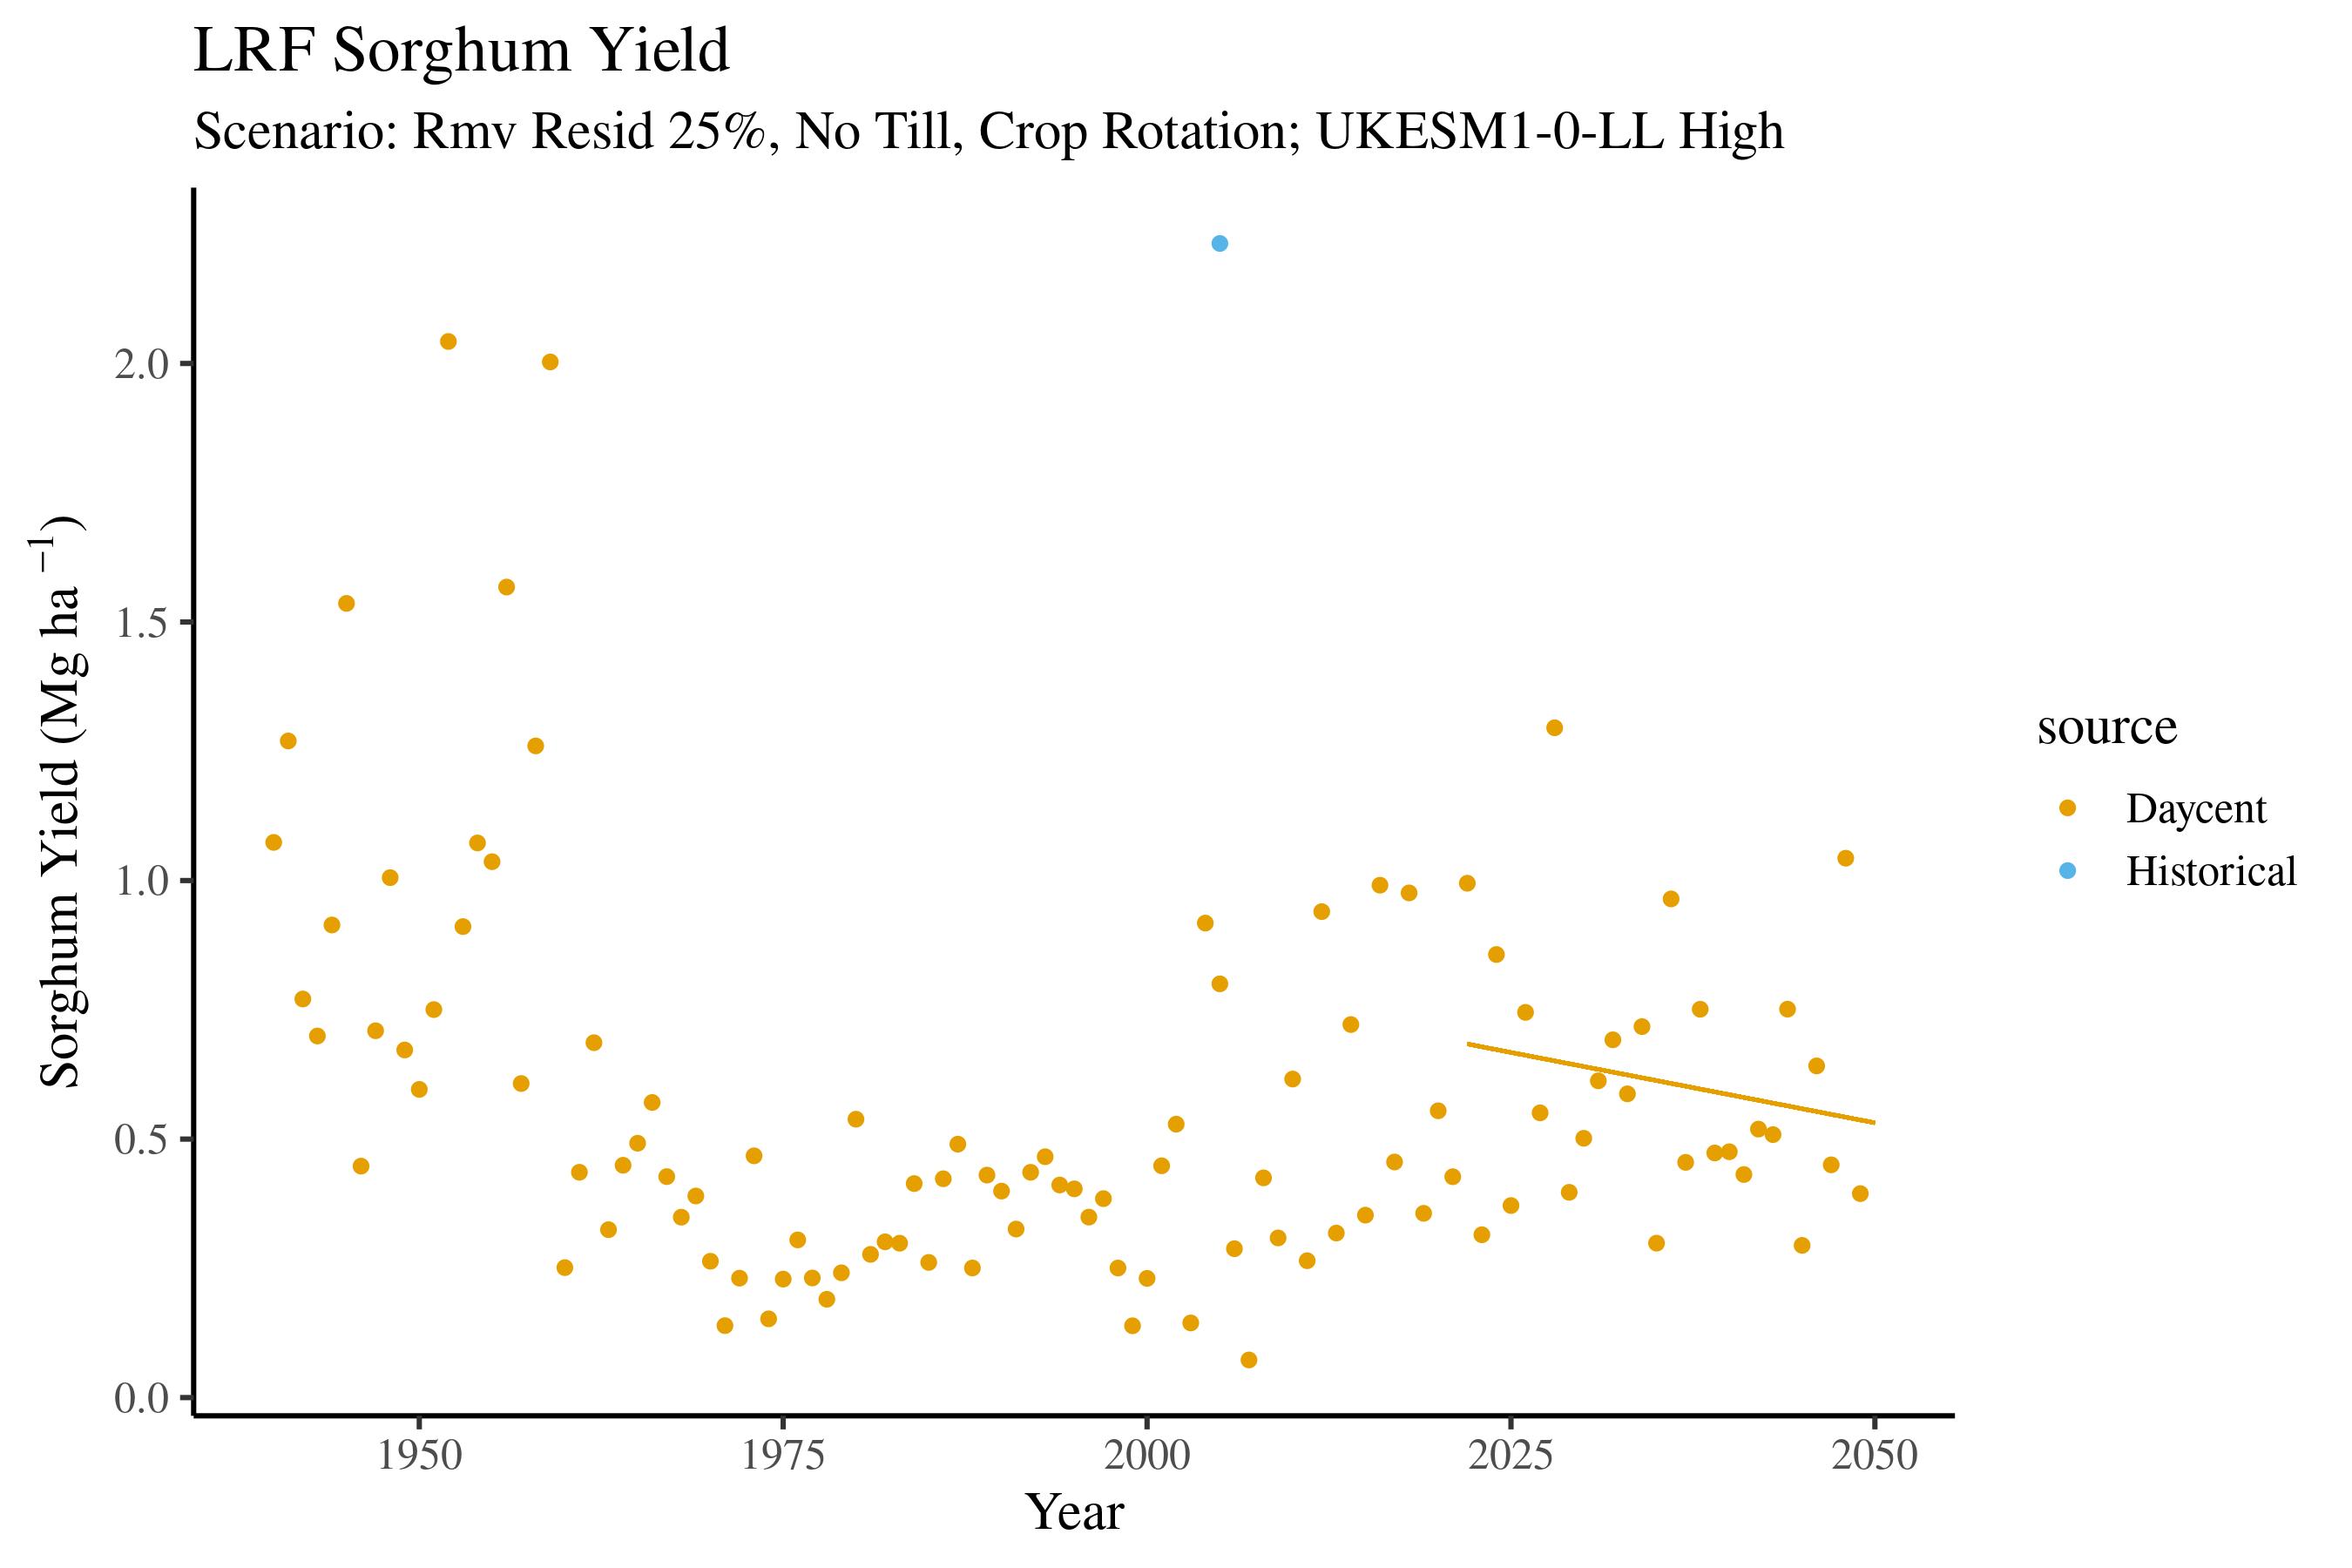 LRF Sorghum Yield
Scenario: Rmv Resid 25%, No Till, Crop Rotation; UKESM1-0-LL High
Sorghum Yield (Mg ha −1)
2.0
1.5
1.0
0.5
0.0
1950 1975 2000 2025 2050
Year
source
Daycent
Historical